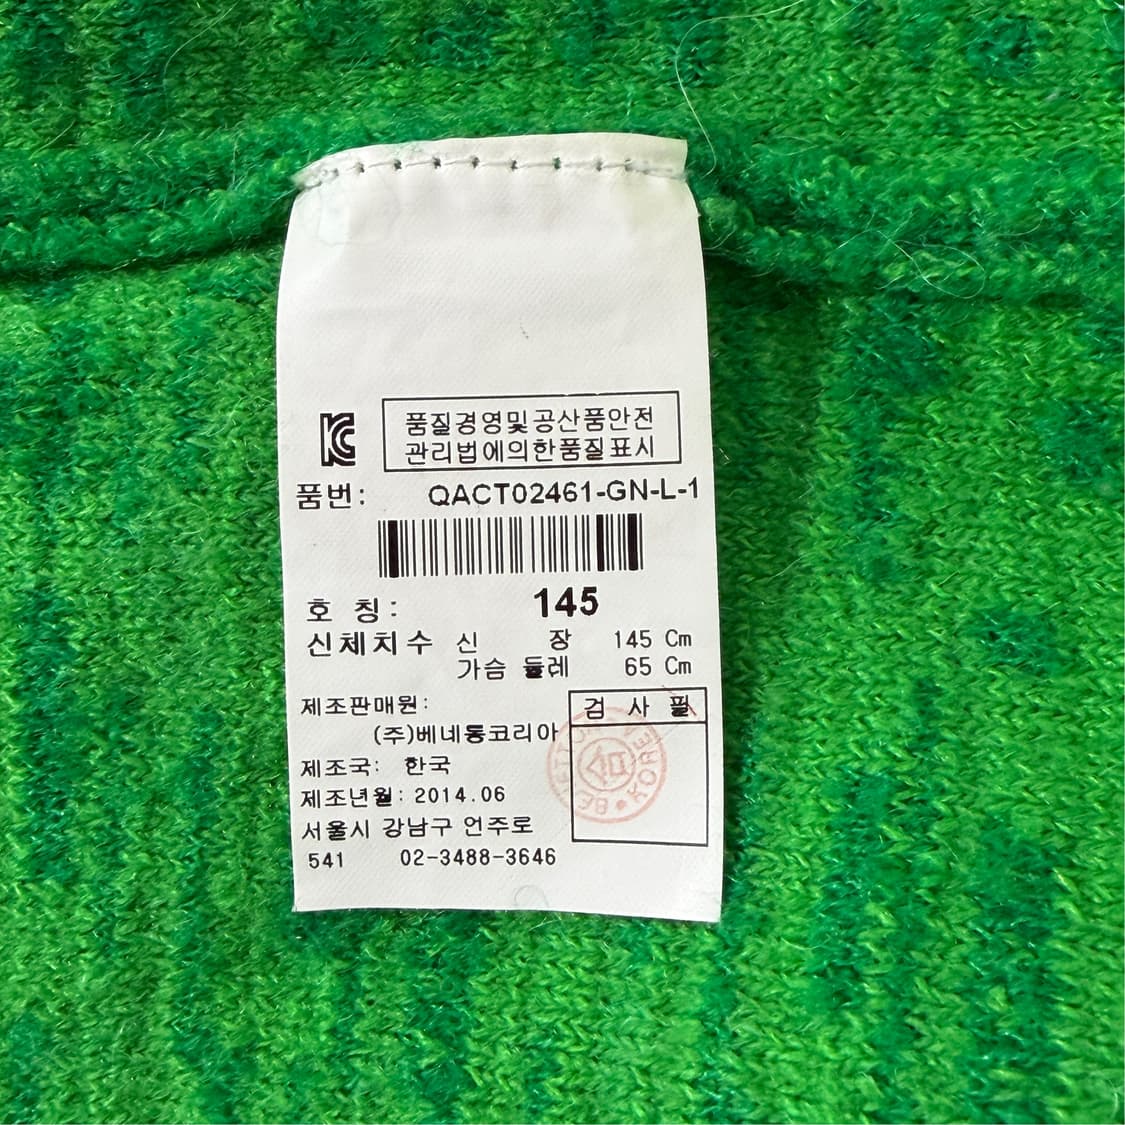 KC
품질경영및공산품안전
관리법에의한품질표시
품번: QACT02461-GN-L-1
호 칭: 145
신체치수 신 장 145 Cm
가슴 둘레 65 Cm
제조판매원:
(주)베네통코리아
검 사 필
제조국: 한국
제조년월: 2014.06
서울시 강남구 언주로
541 02-3488-3646
KORE